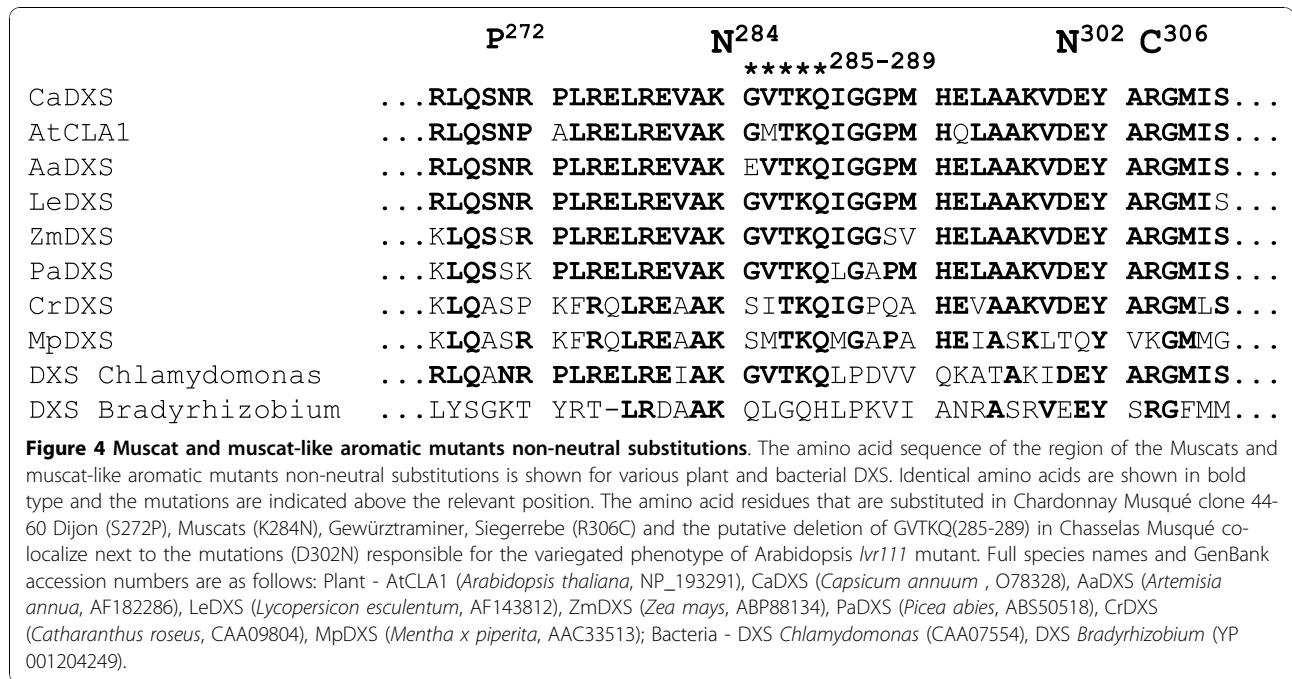 P272 N284 N302 C306
*****285-289
CaDXS ...RLQSNR PLRELREVAK GVTKQIGGPM HELAAKVDEY ARGMIS...
AtCLA1 ...RLQSNP ALRELREVAK GMTKQIGGPM HQLAAKVDEY ARGMIS...
AaDXS ...RLQSNR PLRELREVAK EVTKQIGGPM HELAAKVDEY ARGMIS...
LeDXS ...RLQSNR PLRELREVAK GVTKQIGGPM HELAAKVDEY ARGMIS...
ZmDXS ...KLQSSR PLRELREVAK GVTKQIGGSV HELAAKVDEY ARGMIS...
PaDXS ...KLQSSK PLRELREVAK GVTKQLGAPM HELAAKVDEY ARGMIS...
CrDXS ...KLQASP KFRQLREAAK SITKQIGPQA HEVAAKVDEY ARGMLS...
MpDXS ...KLQASR KFRQLREAAK SMTKQMGAPA HEIASKLTQY VKGMMG...
DXS Chlamydomonas ...RLQANR PLRELREIAK GVTKQLPDVV QKATAKIDEY ARGMIS...
DXS Bradyrhizobium ...LYSGKT YRT-LRDAAK QLGQHLPKVI ANRASRVEEY SRGFMM...
Figure 4 Muscat and muscat-like aromatic mutants non-neutral substitutions. The amino acid sequence of the region of the Muscats and
muscat-like aromatic mutants non-neutral substitutions is shown for various plant and bacterial DXS. Identical amino acids are shown in bold
type and the mutations are indicated above the relevant position. The amino acid residues that are substituted in Chardonnay Musqué clone 44-
60 Dijon (S272P), Muscats (K284N), Gewürztraminer, Siegerrebe (R306C) and the putative deletion of GVTKQ(285-289) in Chasselas Musqué co-
localize next to the mutations (D302N) responsible for the variegated phenotype of Arabidopsis lvr111 mutant. Full species names and GenBank
accession numbers are as follows: Plant - AtCLA1 (Arabidopsis thaliana, NP_193291), CaDXS (Capsicum annuum , O78328), AaDXS (Artemisia
annua, AF182286), LeDXS (Lycopersicon esculentum, AF143812), ZmDXS (Zea mays, ABP88134), PaDXS (Picea abies, ABS50518), CrDXS
(Catharanthus roseus, CAA09804), MpDXS (Mentha x piperita, AAC33513); Bacteria - DXS Chlamydomonas (CAA07554), DXS Bradyrhizobium (YP
001204249).